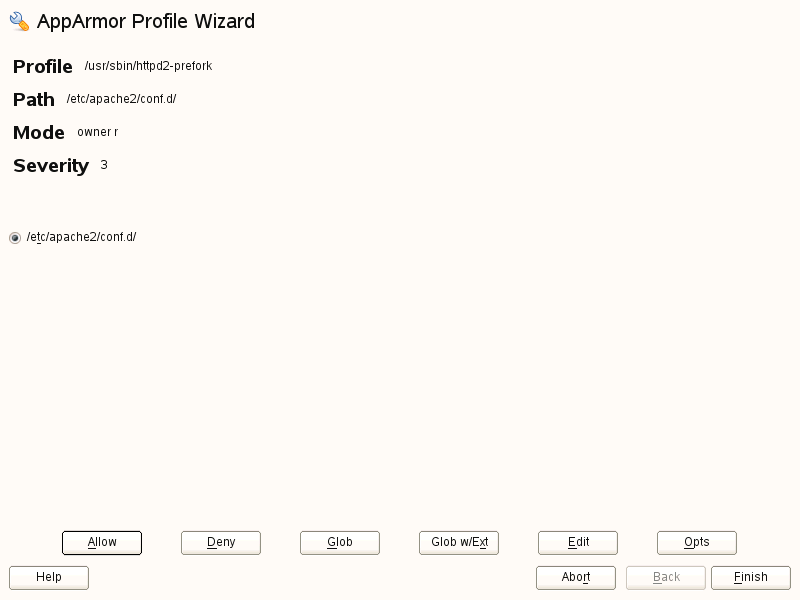 AppArmor Profile Wizard
Profile /usr/sbin/httpd2-prefork
Path /etc/apache2/conf.d/
Mode owner r
Severity 3
/etc/apache2/conf.d/
Allow Deny Glob Glob w/Ext Edit Opts
Help Abort Back Finish